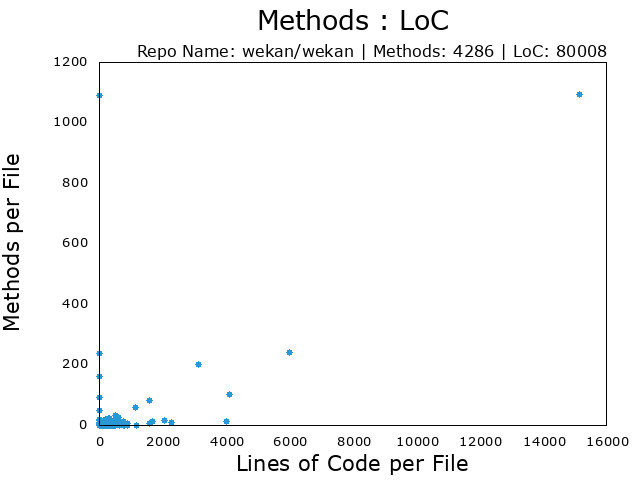 Methods : LoC
Repo Name: wekan/wekan | Methods: 4286 | LoC: 80008
1200
1000
800
600
400
200
0
Methods per File
0 2000 4000 6000 8000 10000 12000 14000 16000
Lines of Code per File